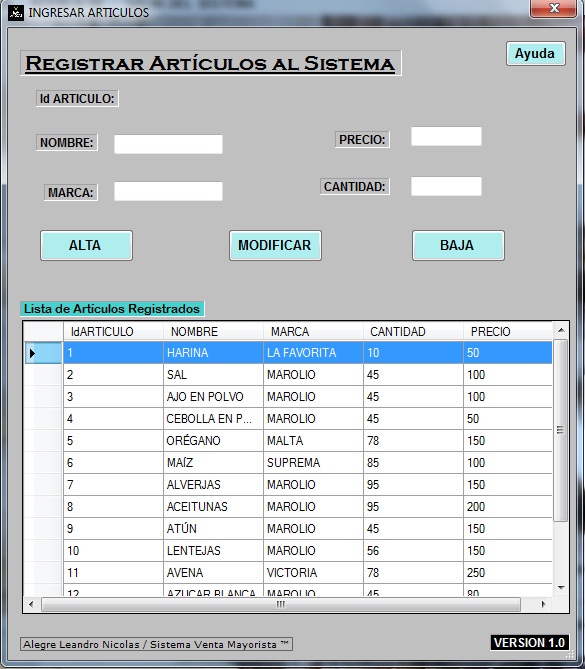 INGRESAR ARTICULOS
Ayuda
Registrar Artículos al Sistema
Id ARTICULO:
NOMBRE:
PRECIO:
MARCA:
CANTIDAD:
ALTA MODIFICAR BAJA
Lista de Artículos Registrados
IdARTICULO NOMBRE MARCA CANTIDAD PRECIO
1 HARINA LA FAVORITA 10 50
2 SAL MAROLIO 45 100
3 AJO EN POLVO MAROLIO 45 100
4 CEBOLLA EN P... MAROLIO 45 50
5 ORÉGANO MALTA 78 150
6 MAÍZ SUPREMA 85 100
7 ALVERJAS MAROLIO 95 150
8 ACEITUNAS MAROLIO 95 200
9 ATÚN MAROLIO 45 150
10 LENTEJAS MAROLIO 56 150
11 AVENA VICTORIA 78 250
12 AZUCAR BLANCA MAROLIO 45 80
Alegre Leandro Nicolas / Sistema Venta Mayorista ™
VERSION 1.0